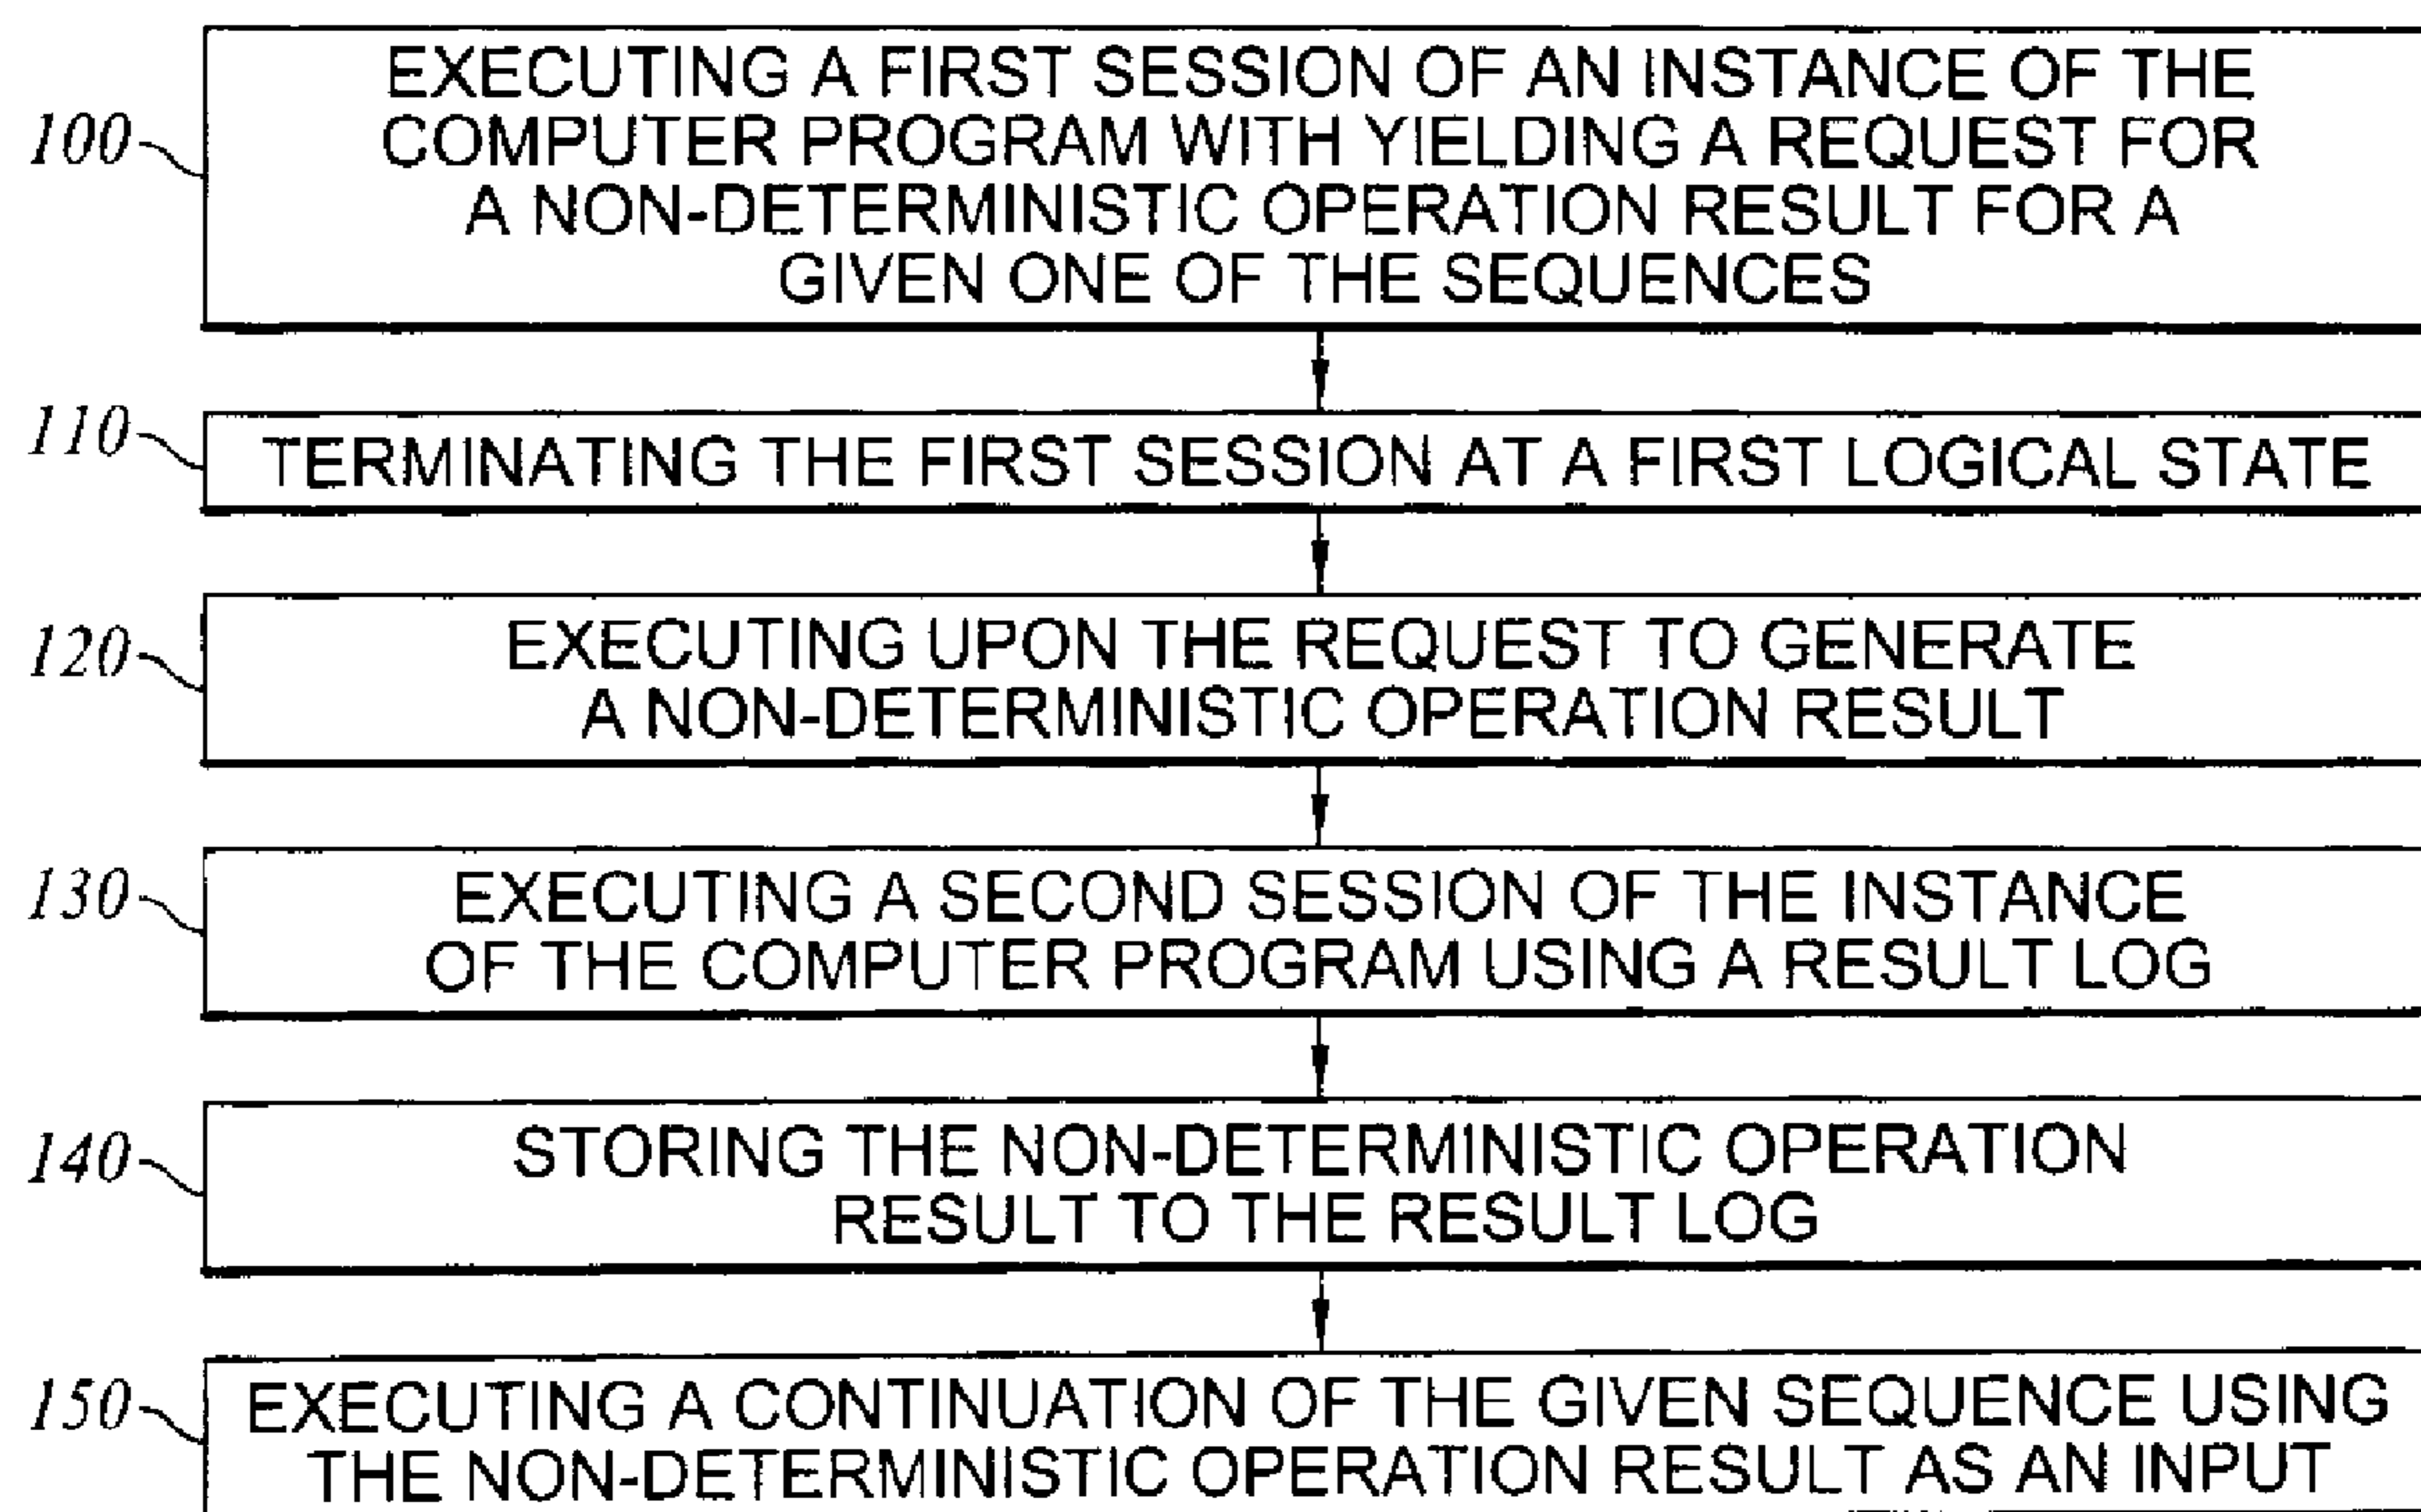 EXECUTING A FIRST SESSION OF AN INSTANCE OF THE
100 COMPUTER PROGRAM WITH YIELDING A REQUEST FOR
A NON-DETERMINISTIC OPERATION RESULT FOR A
GIVEN ONE OF THE SEQUENCES
110 TERMINATING THE FIRST SESSION AT A FIRST LOGICAL STATE
120 EXECUTING UPON THE REQUEST TO GENERATE
A NON-DETERMINISTIC OPERATION RESULT
130 EXECUTING A SECOND SESSION OF THE INSTANCE
OF THE COMPUTER PROGRAM USING A RESULT LOG
140 STORING THE NON-DETERMINISTIC OPERATION
RESULT TO THE RESULT LOG
150 EXECUTING A CONTINUATION OF THE GIVEN SEQUENCE USING
THE NON-DETERMINISTIC OPERATION RESULT AS AN INPUT